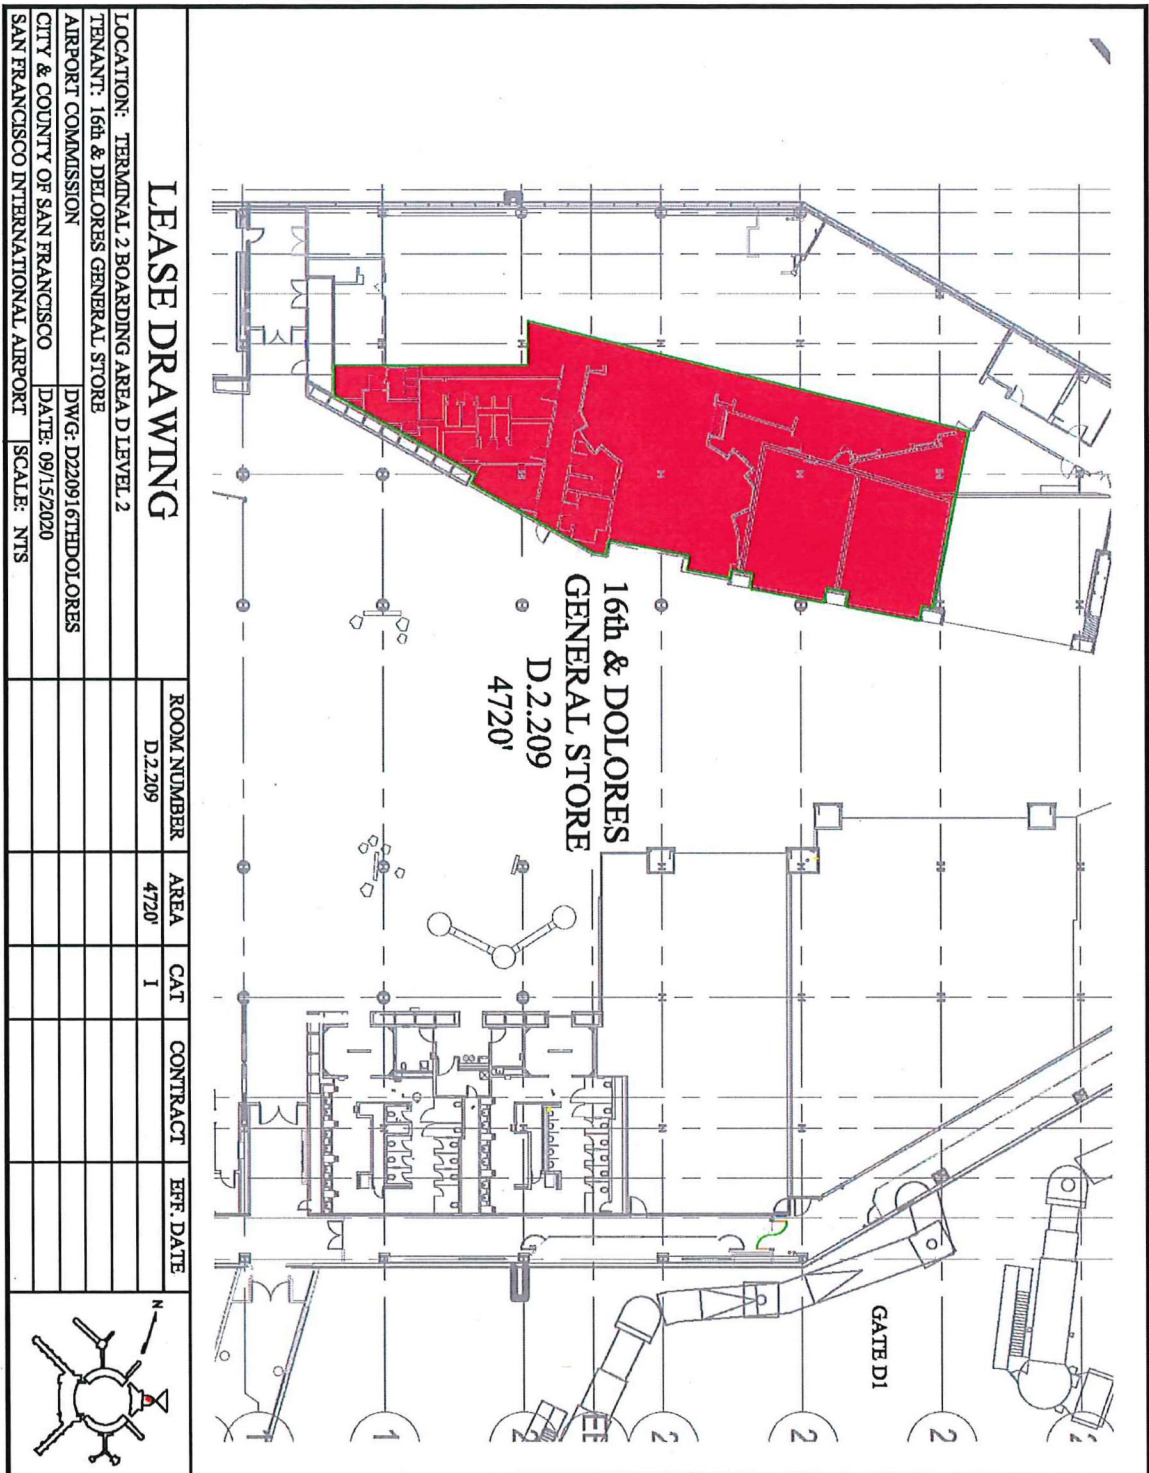 16th & DOLORES
GENERAL STORE
D.2.209
4720'
GATE D1
LEASE DRAWING
LOCATION: TERMINAL 2 BOARDING AREA D LEVEL 2
TENANT: 16th & DELORES GENERAL STORE
AIRPORT COMMISSION DWG: D220916THDOLORES
CITY & COUNTY OF SAN FRANCISCO DATE: 09/15/2020
SAN FRANCISCO INTERNATIONAL AIRPORT SCALE: NTS
ROOM NUMBER AREA CAT CONTRACT EFF. DATE
D.2.209 4720' I
N